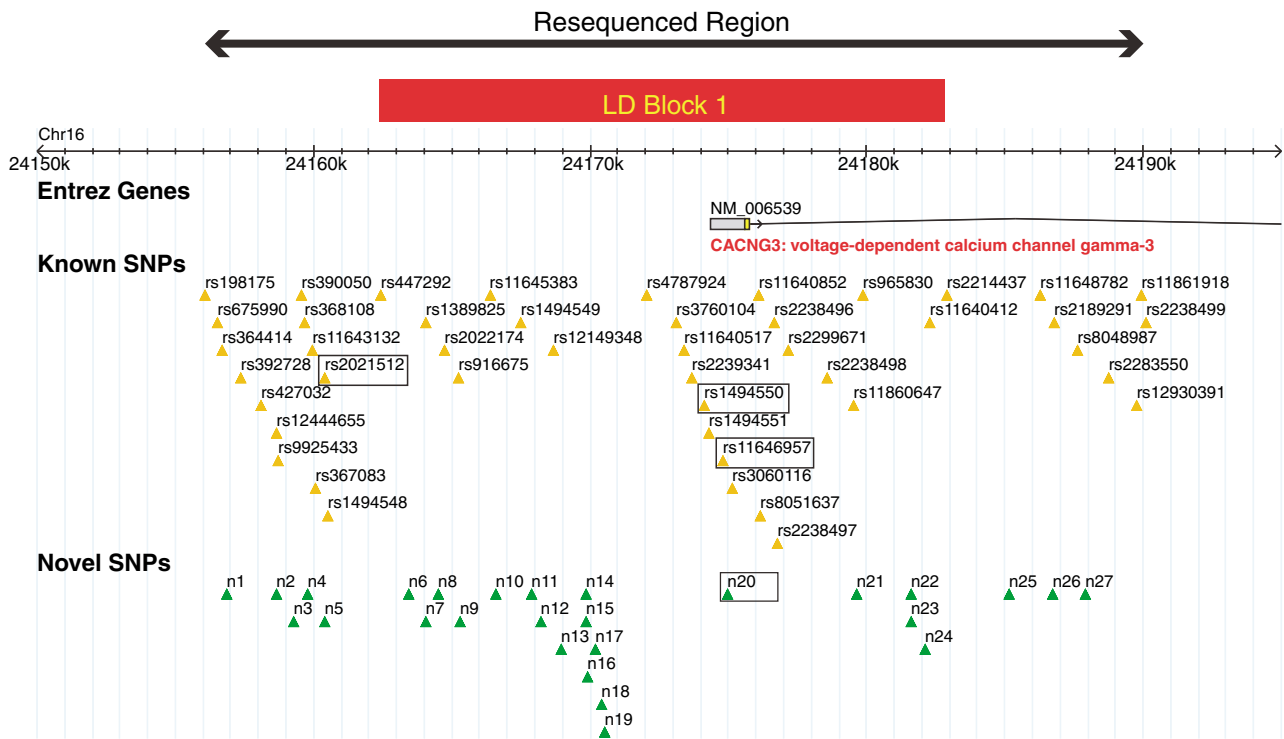 Resequenced Region
LD Block 1
Chr16
24150k 24160k 24170k 24180k 24190k
Entrez Genes
NM_006539
CACNG3: voltage-dependent calcium channel gamma-3
Known SNPs
rs198175 rs390050 rs447292 rs11645383 rs4787924 rs11640852 rs965830 rs2214437 rs11648782 rs11861918
rs675990 rs368108 rs1389825 rs1494549 rs3760104 rs2238496 rs11640412 rs2189291 rs2238499
rs364414 rs11643132 rs2022174 rs12149348 rs11640517 rs2299671 rs8048987
rs392728 rs2021512 rs916675 rs2239341 rs2238498 rs2283550
rs427032 rs1494550 rs11860647 rs12930391
rs12444655 rs1494551
rs9925433 rs11646957
rs367083 rs3060116
rs1494548 rs8051637
rs2238497
Novel SNPs
n1 n2 n4 n6 n8 n10 n11 n14 n20 n21 n22 n25 n26 n27
n3 n5 n7 n9 n12 n15 n23
n13 n17 n24
n16
n18
n19